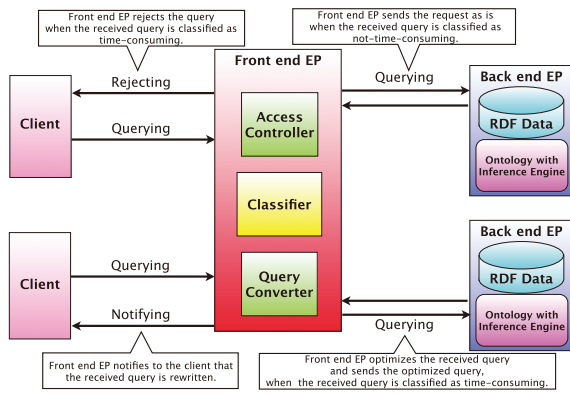 Front end EP rejects the query
when the received query is classified as
time-consuming.
Front end EP sends the request as is
when the received query is classified as
not-time-consuming.
Front end EP
Rejecting
Querying
Client
Querying
Access
Controller
Classifier
Query
Converter
Back end EP
RDF Data
Ontology with
Inference Engine
Client
Querying
Notifying
Querying
Back end EP
RDF Data
Ontology with
Inference Engine
Front end EP notifies to the client that
the received query is rewritten.
Front end EP optimizes the received query
and sends the optimized query,
when the received query is classified as time-consuming.